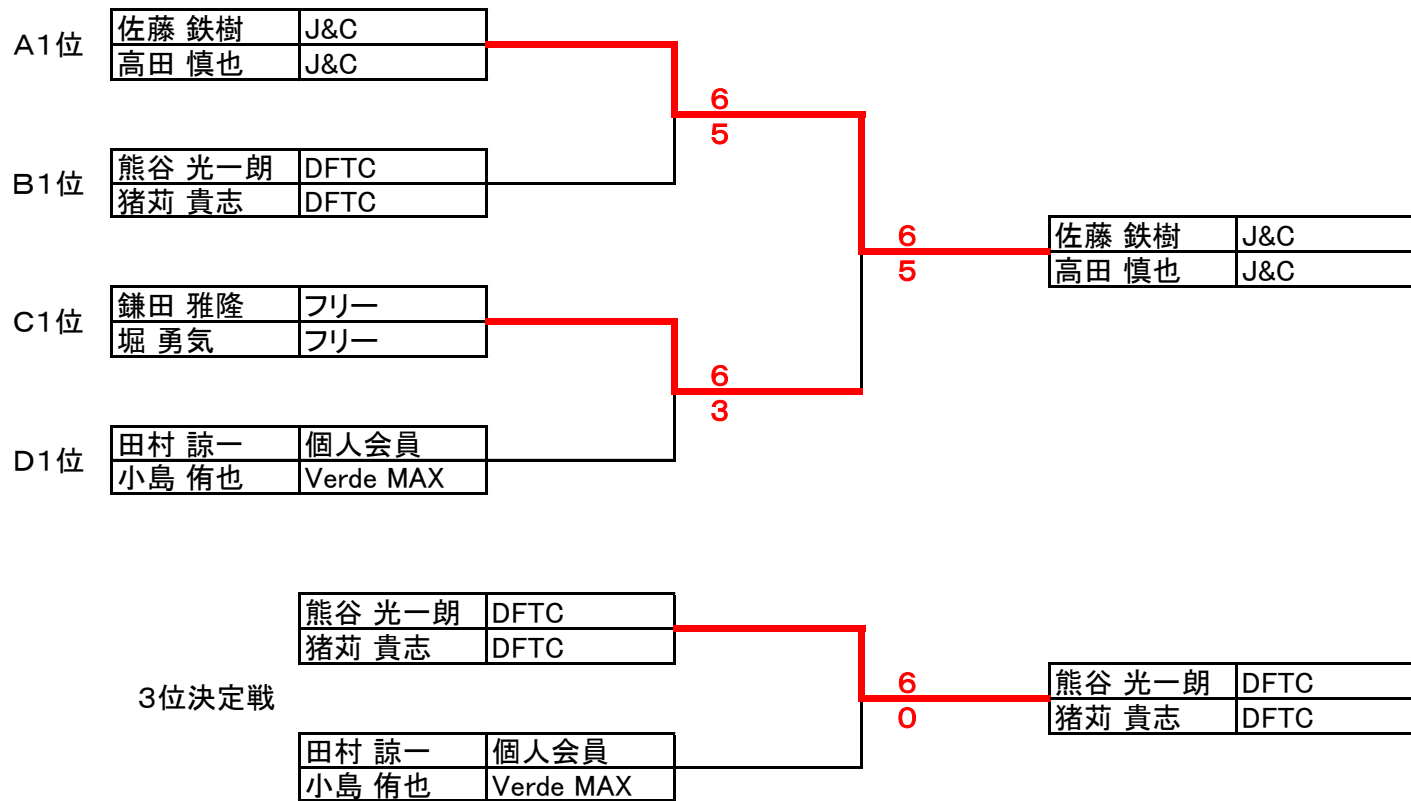 A1位
佐藤 鉄樹 J&C
高田 慎也 J&C
6
5
B1位
熊谷 光一朗 DFTC
猪苅 貴志 DFTC
6
5
佐藤 鉄樹 J&C
高田 慎也 J&C
C1位
鎌田 雅隆 フリー
堀 勇気 フリー
6
3
D1位
田村 諒一 個人会員
小島 侑也 Verde MAX
3位決定戦
熊谷 光一朗 DFTC
猪苅 貴志 DFTC
6
0
熊谷 光一朗 DFTC
猪苅 貴志 DFTC
田村 諒一 個人会員
小島 侑也 Verde MAX